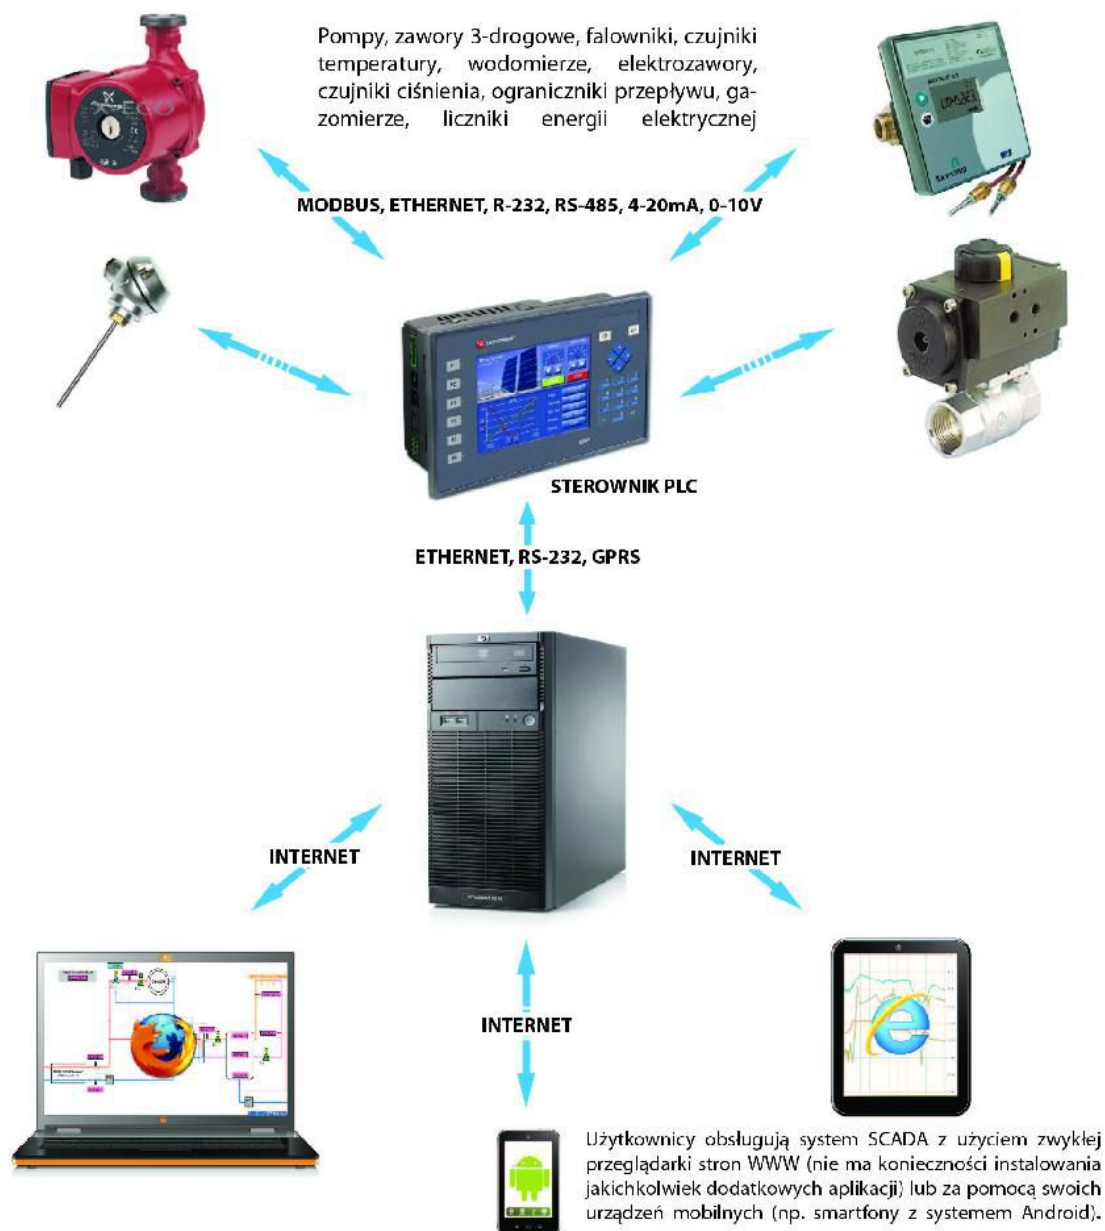 Pompy, zawory 3-drogowe, falowniki, czujniki
temperatury, wodomierze, elektrozawory,
czujniki ciśnienia, ograniczniki przepływu, ga-
zomierze, liczniki energii elektrycznej
MODBUS, ETHERNET, R-232, RS-485, 4-20mA, 0-10V
STEROWNIK PLC
ETHERNET, RS-232, GPRS
INTERNET
INTERNET
INTERNET
Użytkownicy obsługują system SCADA z użyciem zwykłej
przeglądarki stron WWW (nie ma konieczności instalowania
jakichkolwiek dodatkowych aplikacji) lub za pomocą swoich
urządzeń mobilnych (np. smartfony z systemem Android).